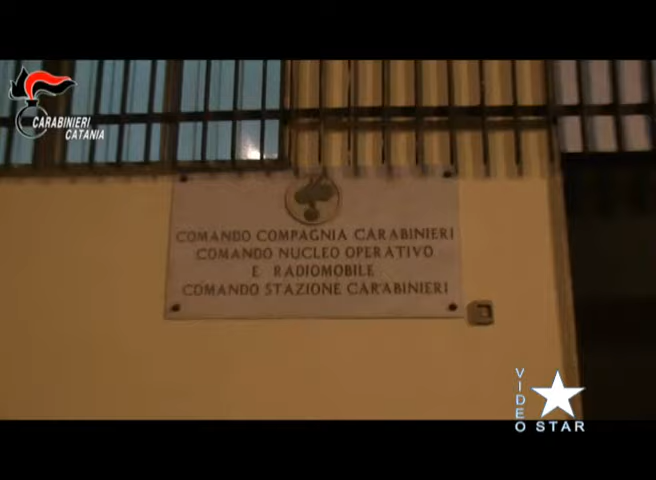 CARABINIERI
CATANIA
COMANDO COMPAGNIA CARABINIERI
COMANDO NUCLEO OPERATIVO
E RADIOMOBILE
COMANDO STAZIONE CARABINIERI
VIDEO STAR